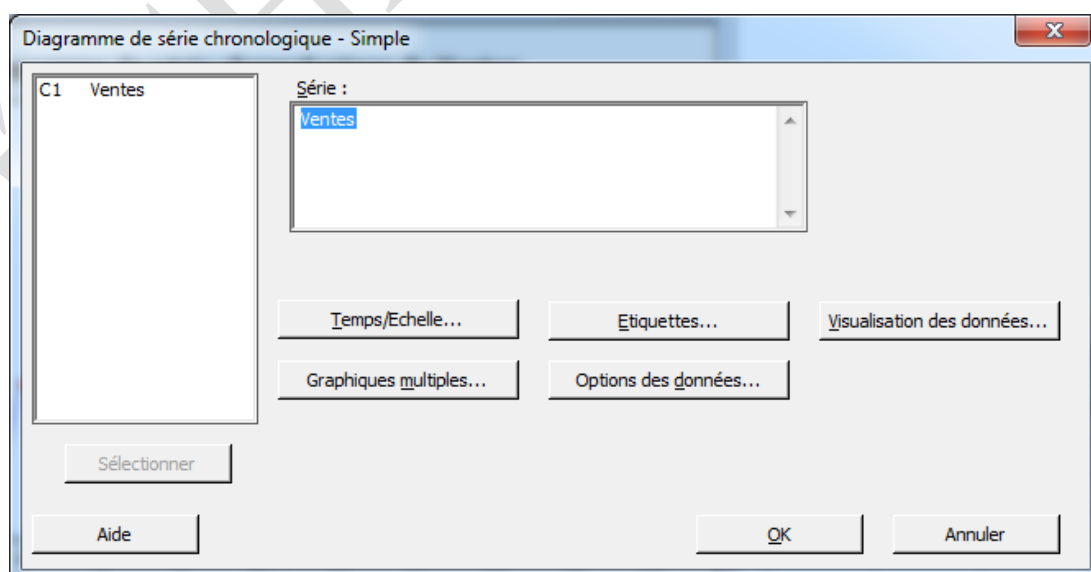 Diagramme de série chronologique - Simple
C1 Ventes
Série :
Ventes
Temps/Echelle...
Etiquettes...
Visualisation des données...
Graphiques multiples...
Options des données...
Sélectionner
Aide
OK
Annuler